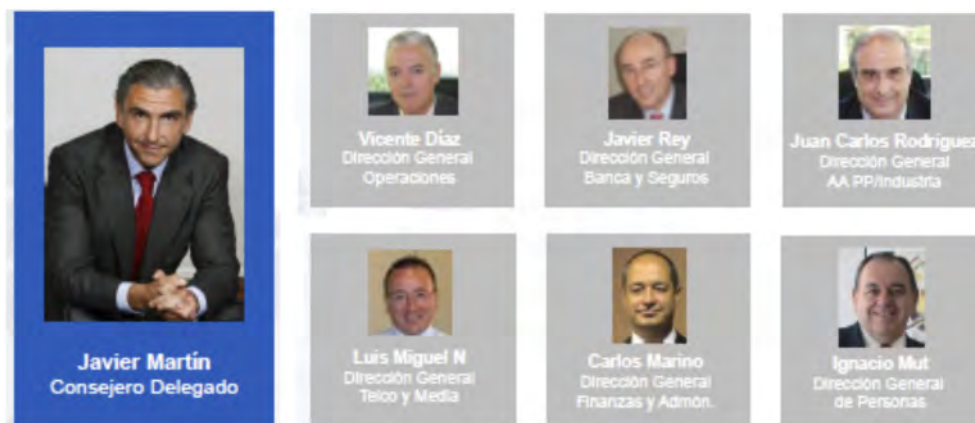 Javier Martín
Consejero Delegado
Vicente Díaz
Dirección General
Operaciones
Javier Rey
Dirección General
Banca y Seguros
Juan Carlos Rodríguez
Dirección General
AA PP/Industria
Luis Miguel N
Dirección General
Telco y Media
Carlos Marino
Dirección General
Finanzas y Admón.
Ignacio Mut
Dirección General
de Personas